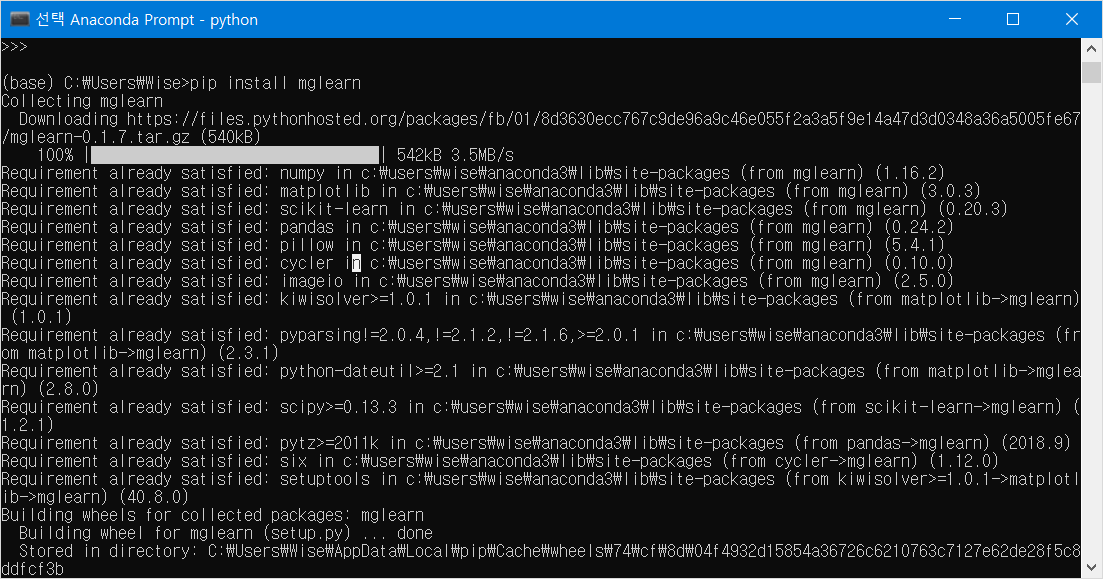 선택 Anaconda Prompt - python
>>>
(base) C:₩Users₩Wise>pip install mglearn
Collecting mglearn
  Downloading https://files.pythonhosted.org/packages/fb/01/8d3630ecc767c9de96a9c46e055f2a3a5f9e14a47d3d0348a36a5005fe67
/mglearn-0.1.7.tar.gz (540kB)
    100% || 542kB 3.5MB/s
Requirement already satisfied: numpy in c:₩users₩wise₩anaconda3₩lib₩site-packages (from mglearn) (1.16.2)
Requirement already satisfied: matplotlib in c:₩users₩wise₩anaconda3₩lib₩site-packages (from mglearn) (3.0.3)
Requirement already satisfied: scikit-learn in c:₩users₩wise₩anaconda3₩lib₩site-packages (from mglearn) (0.20.3)
Requirement already satisfied: pandas in c:₩users₩wise₩anaconda3₩lib₩site-packages (from mglearn) (0.24.2)
Requirement already satisfied: pillow in c:₩users₩wise₩anaconda3₩lib₩site-packages (from mglearn) (5.4.1)
Requirement already satisfied: cycler in c:₩users₩wise₩anaconda3₩lib₩site-packages (from mglearn) (0.10.0)
Requirement already satisfied: imageio in c:₩users₩wise₩anaconda3₩lib₩site-packages (from mglearn) (2.5.0)
Requirement already satisfied: kiwisolver>=1.0.1 in c:₩users₩wise₩anaconda3₩lib₩site-packages (from matplotlib->mglearn)
 (1.0.1)
Requirement already satisfied: pyparsing!=2.0.4,!=2.1.2,!=2.1.6,>=2.0.1 in c:₩users₩wise₩anaconda3₩lib₩site-packages (fr
om matplotlib->mglearn) (2.3.1)
Requirement already satisfied: python-dateutil>=2.1 in c:₩users₩wise₩anaconda3₩lib₩site-packages (from matplotlib->mglea
rn) (2.8.0)
Requirement already satisfied: scipy>=0.13.3 in c:₩users₩wise₩anaconda3₩lib₩site-packages (from scikit-learn->mglearn) (
1.2.1)
Requirement already satisfied: pytz>=2011k in c:₩users₩wise₩anaconda3₩lib₩site-packages (from pandas->mglearn) (2018.9)
Requirement already satisfied: six in c:₩users₩wise₩anaconda3₩lib₩site-packages (from cycler->mglearn) (1.12.0)
Requirement already satisfied: setuptools in c:₩users₩wise₩anaconda3₩lib₩site-packages (from kiwisolver>=1.0.1->matplotl
ib->mglearn) (40.8.0)
Building wheels for collected packages: mglearn
  Building wheel for mglearn (setup.py) ... done
  Stored in directory: C:₩Users₩Wise₩AppData₩Local₩pip₩Cache₩wheels₩74₩cf₩8d₩04f4932d15854a36726c6210763c7127e62de28f5c8
ddfcf3b